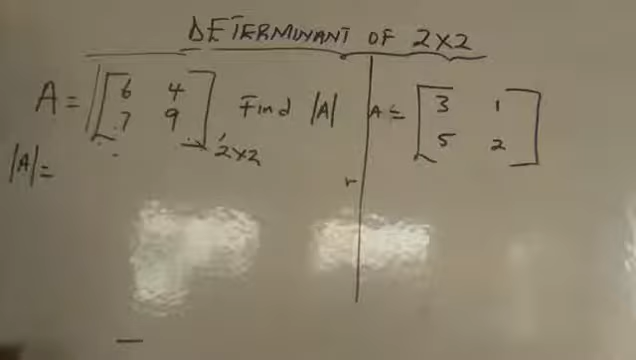 DETERMINANT OF 2x2
A = [6 4
7 9] 2x2 Find |A|
|A| =
A = [3 1
5 2]